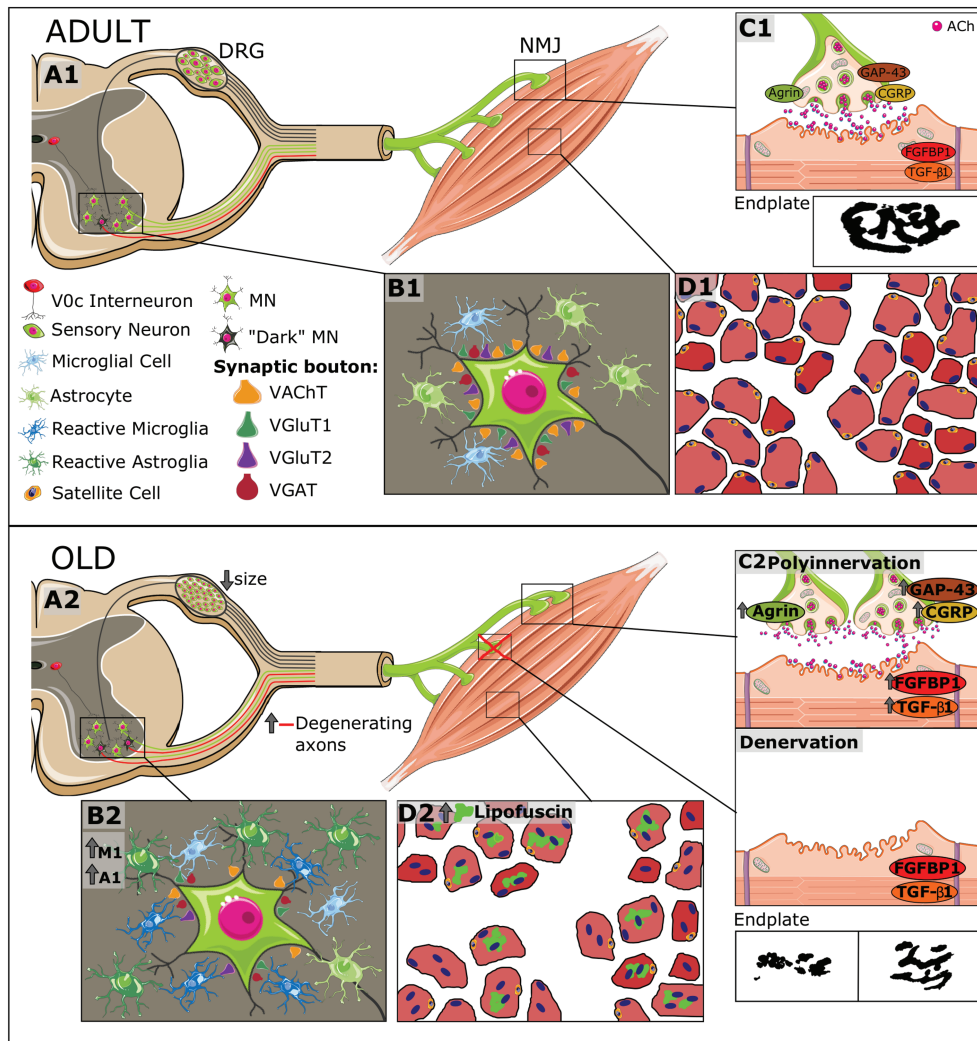 ADULT
A1
DRG
NMJ
C1
ACh
GAP-43
Agrin
CGRP
FGFBP1
TGF-β1
Endplate
V0c Interneuron
Sensory Neuron
Microglial Cell
Astrocyte
Reactive Microglia
Reactive Astroglia
Satellite Cell
MN
"Dark" MN
Synaptic bouton:
VAChT
VGluT1
VGluT2
VGAT
B1
D1
OLD
A2
size
Degenerating
axons
C2 Polyinnervation
GAP-43
Agrin
CGRP
FGFBP1
TGF-β1
Denervation
FGFBP1
TGF-β1
Endplate
B2
M1
A1
D2 Lipofuscin